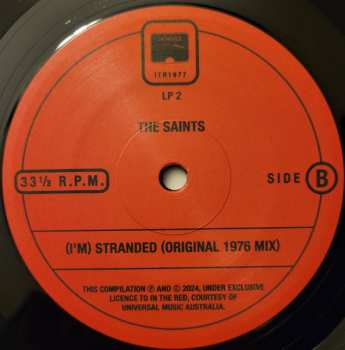 ITR1977
LP 2
THE SAINTS
33⅓ R.P.M.
SIDE B
(I'M) STRANDED (ORIGINAL 1976 MIX)
THIS COMPILATION Ⓟ AND © 2024, UNDER EXCLUSIVE
LICENCE TO IN THE RED, COURTESY OF
UNIVERSAL MUSIC AUSTRALIA.